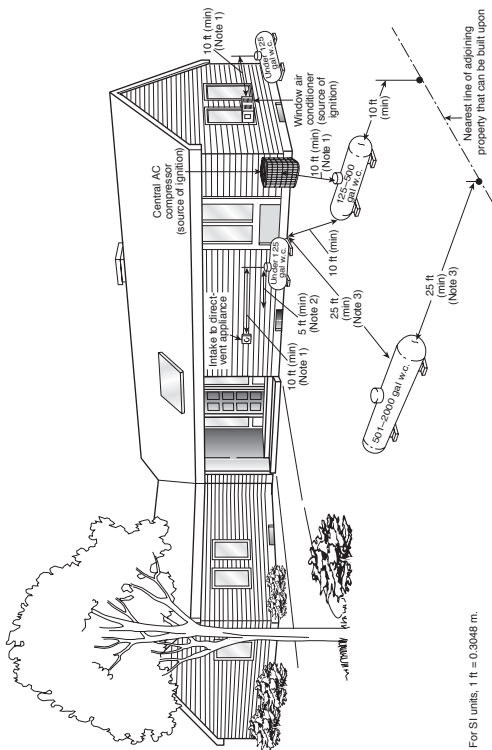 Central AC
compressor
(source of ignition)
10 ft (min)
(Note 1)
Under 125
gal w.c.
Window air
conditioner
(source of
ignition)
10 ft (min)
(Note 1)
Intake to direct-
vent appliance
Under 125
gal w.c.
125–500
gal w.c.
10 ft
(min)
10 ft (min)
5 ft (min)
(Note 2)
10 ft (min)
(Note 1)
25 ft
(min)
(Note 3)
Nearest line of adjoining
property that can be built upon
25 ft
(min)
(Note 3)
501–2000 gal w.c.
For SI units, 1 ft = 0.3048 m.